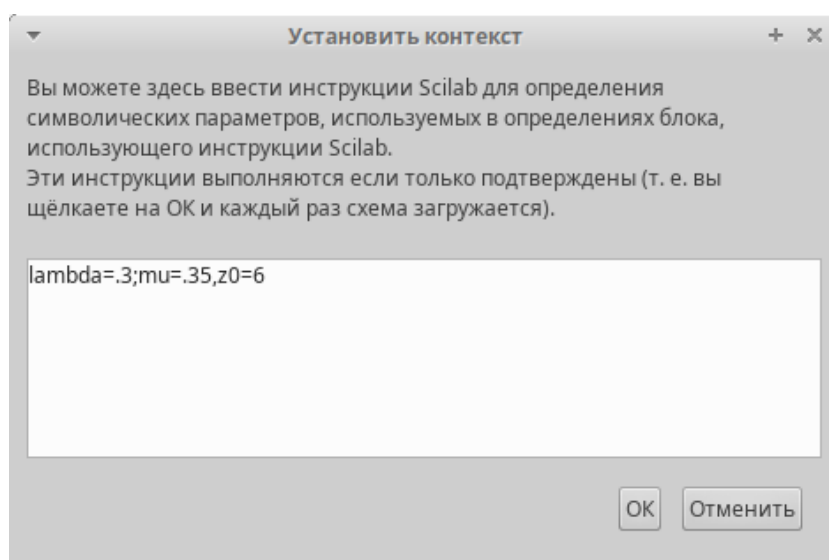 Установить контекст
Вы можете здесь ввести инструкции Scilab для определения
символических параметров, используемых в определениях блока,
использующего инструкции Scilab.
Эти инструкции выполняются если только подтверждены (т. е. вы
щёлкаете на ОК и каждый раз схема загружается).
lambda=.3;mu=.35,z0=6
ОК Отменить